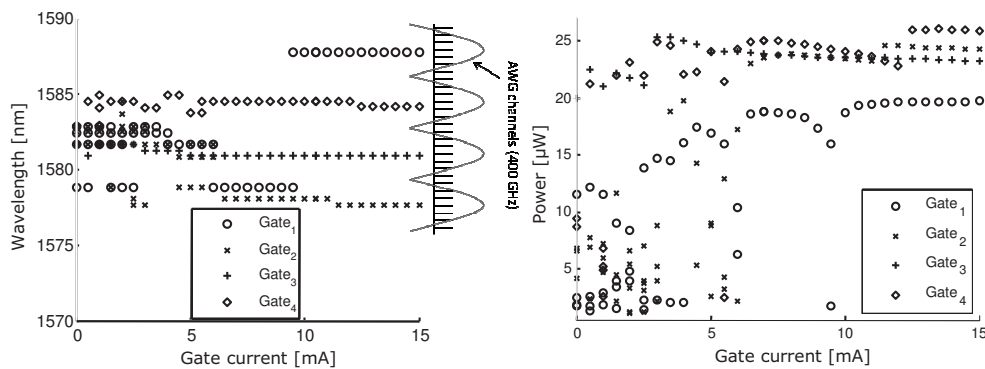 1590
1585
1580
1575
1570
0
5
10
15
Wavelength [nm]
Gate current [mA]
Gate1
Gate2
Gate3
Gate4
AWG channels (400 GHz)
25
20
15
10
5
0
5
10
15
Power [µW]
Gate current [mA]
Gate1
Gate2
Gate3
Gate4